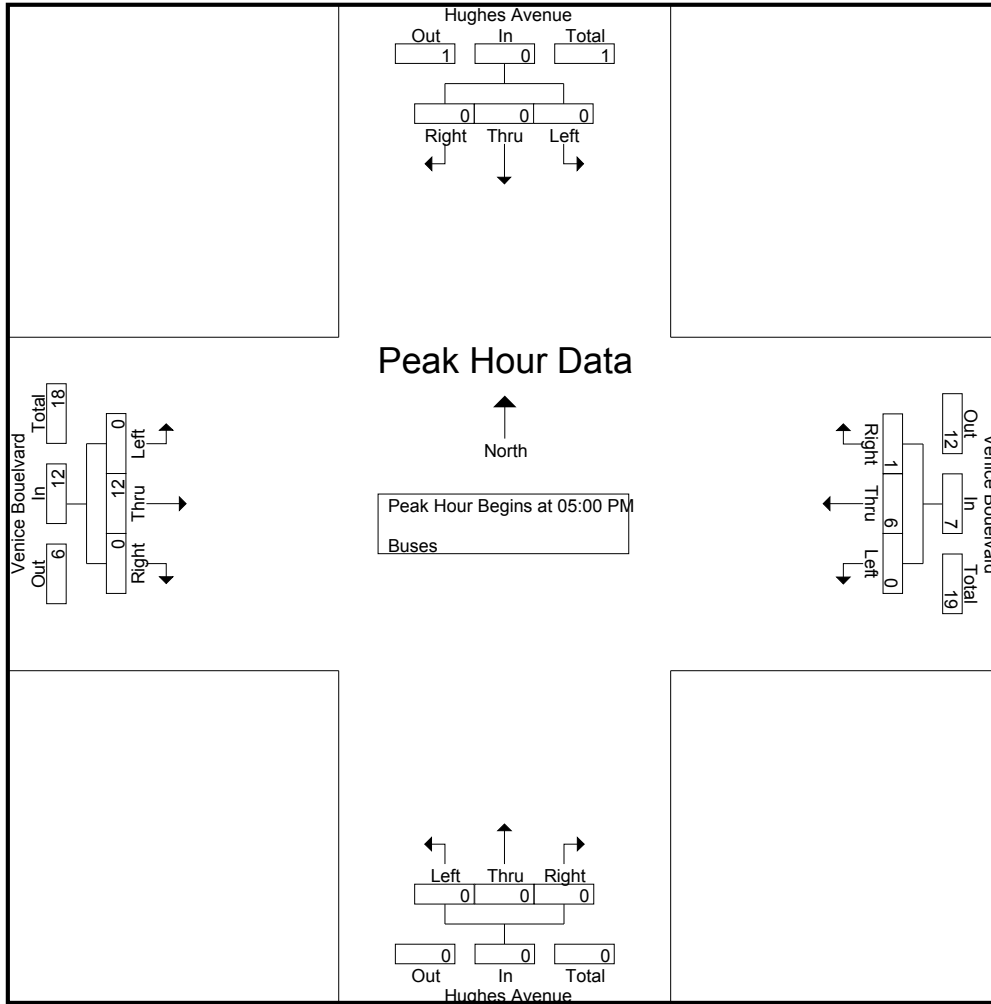 Hughes Avenue
Out In Total
1 0 1
0 0 0
Right Thru Left
Peak Hour Data
North
Peak Hour Begins at 05:00 PM
Buses
Venice Bouelvard
Total In Out
18 12 6
0 12 0
Left Thru Right
Venice Bouelvard
Out In Total
12 7 19
1 6 0
Right Thru Left
Left Thru Right
0 0 0
0 0 0
Out In Total
Hughes Avenue